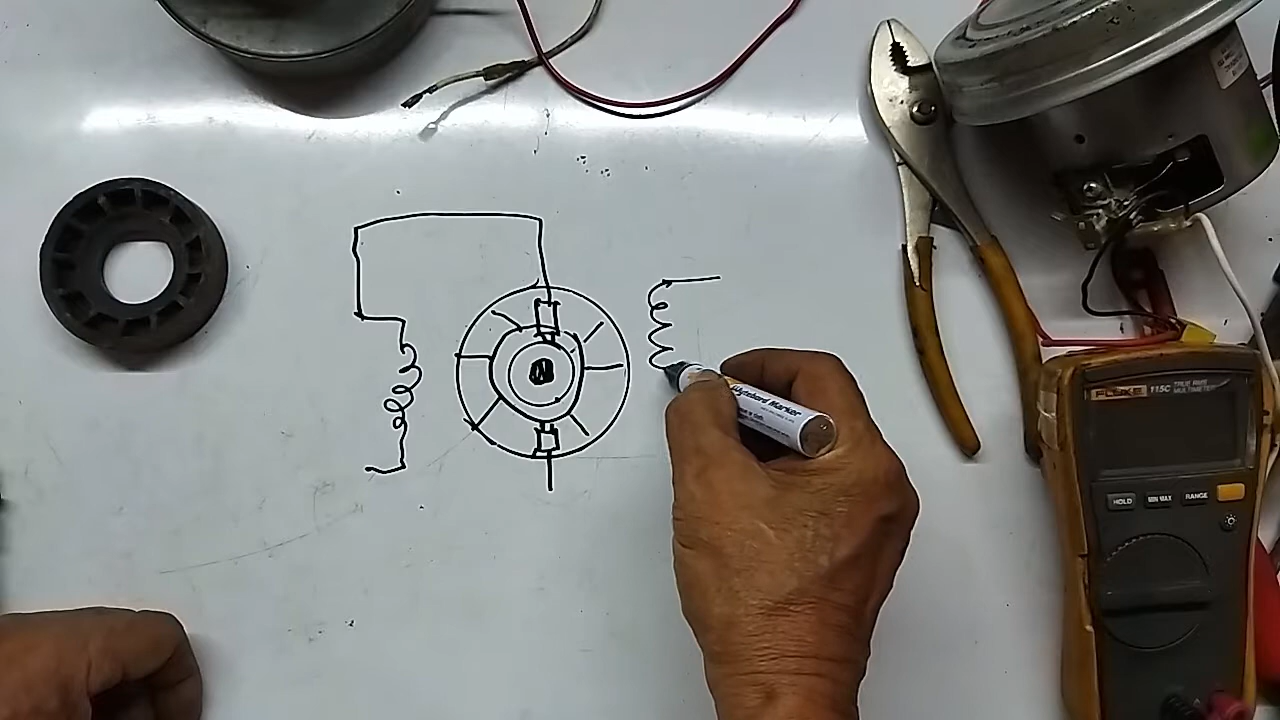 FLUKE 115C TRUE RMS
MULTIMETER
HOLD MIN MAX RANGE
Whiteboard Marker